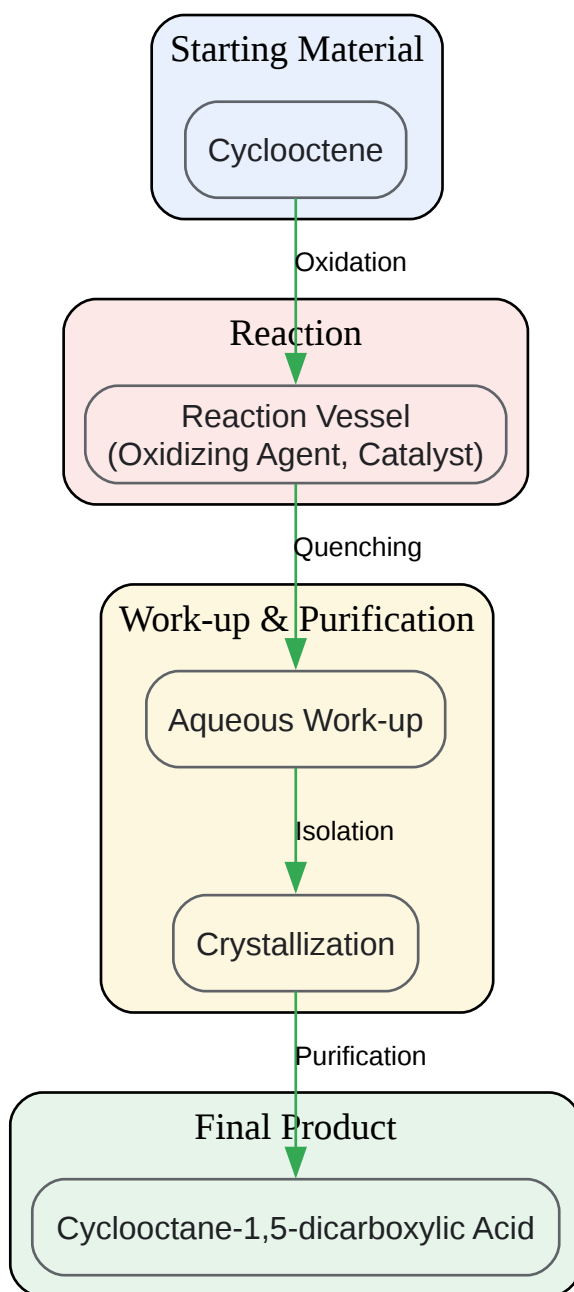 Starting Material
Cyclooctene
Oxidation
Reaction
Reaction Vessel
(Oxidizing Agent, Catalyst)
Quenching
Work-up & Purification
Aqueous Work-up
Isolation
Crystallization
Purification
Final Product
Cyclooctane-1,5-dicarboxylic Acid